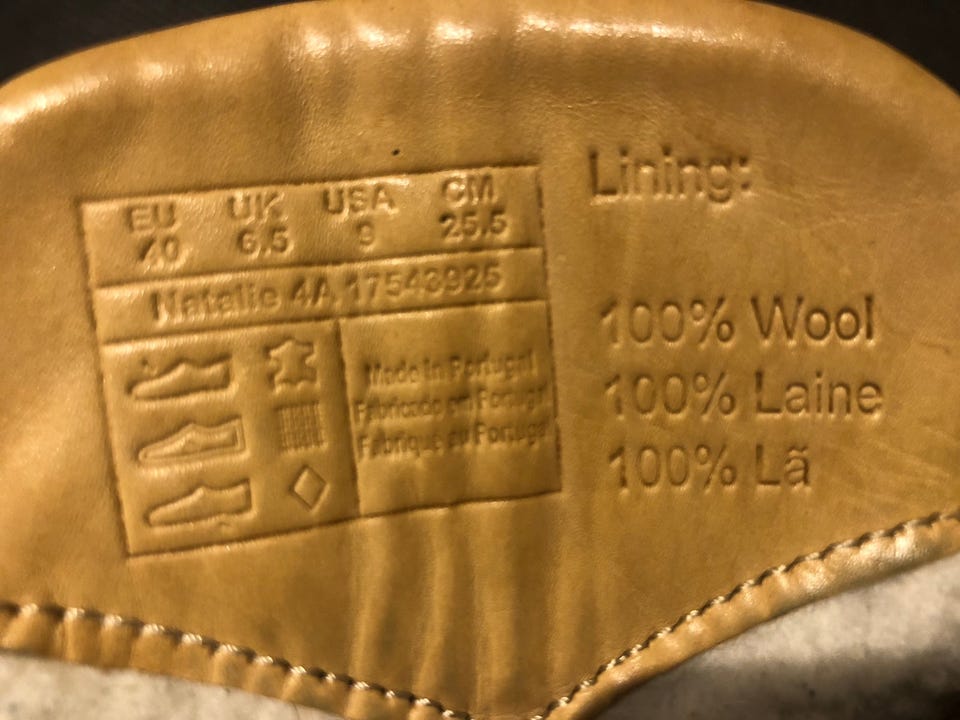 EU UK USA CM
40 6.5 9 25.5
Natalie 4A 17543925
Made in Portugal
Fabricado em Portugal
Fabriqué au Portugal
Lining:
100% Wool
100% Laine
100% Lã